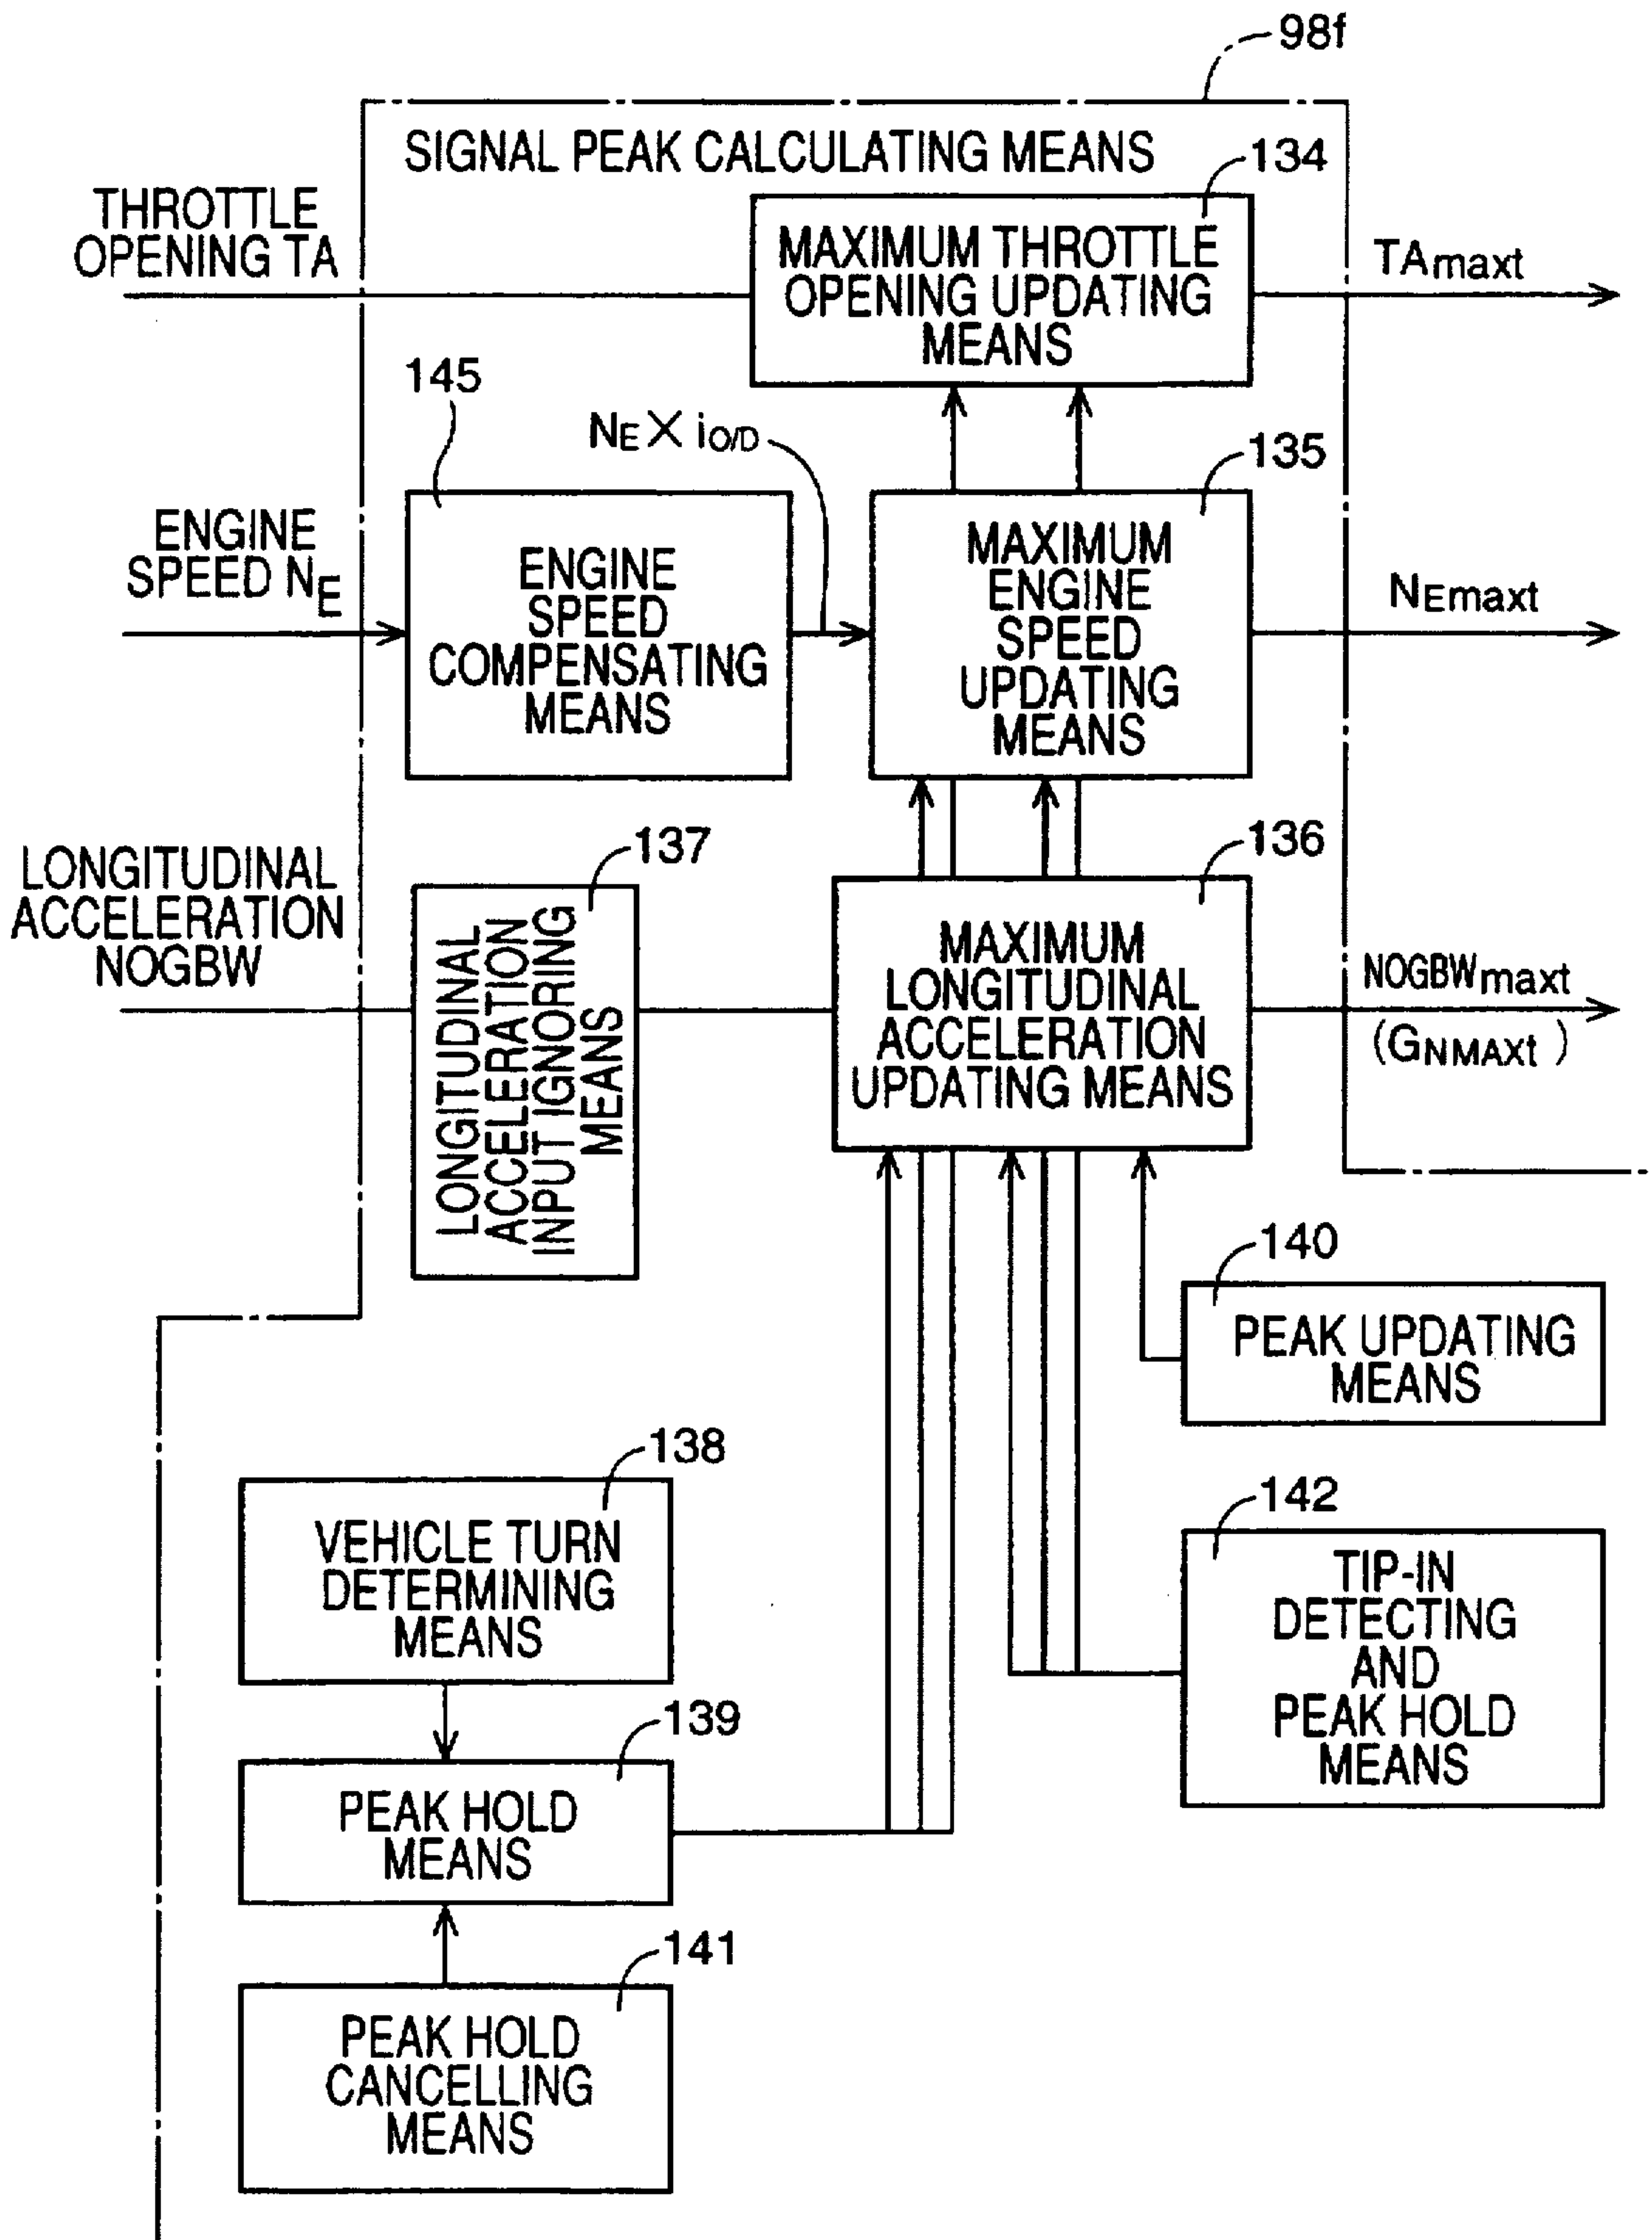 98f
SIGNAL PEAK CALCULATING MEANS
134
THROTTLE
OPENING TA
MAXIMUM THROTTLE
OPENING UPDATING
MEANS
TAmaxt
145
NE × iO/D
135
ENGINE
SPEED NE
ENGINE
SPEED
COMPENSATING
MEANS
MAXIMUM
ENGINE
SPEED
UPDATING
MEANS
NEmaxt
137
136
LONGITUDINAL
ACCELERATION
NOGBW
LONGITUDINAL
ACCELERATION
INPUT IGNORING
MEANS
MAXIMUM
LONGITUDINAL
ACCELERATION
UPDATING MEANS
NOGBWmaxt
(GNMAXt)
140
PEAK UPDATING
MEANS
138
VEHICLE TURN
DETERMINING
MEANS
142
TIP-IN
DETECTING
AND
PEAK HOLD
MEANS
139
PEAK HOLD
MEANS
141
PEAK HOLD
CANCELLING
MEANS